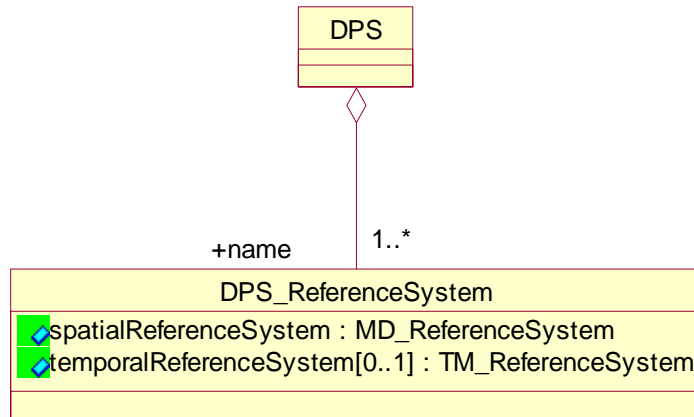 DPS
+name
1..*
DPS_ReferenceSystem
spatialReferenceSystem : MD_ReferenceSystem
temporalReferenceSystem[0..1] : TM_ReferenceSystem